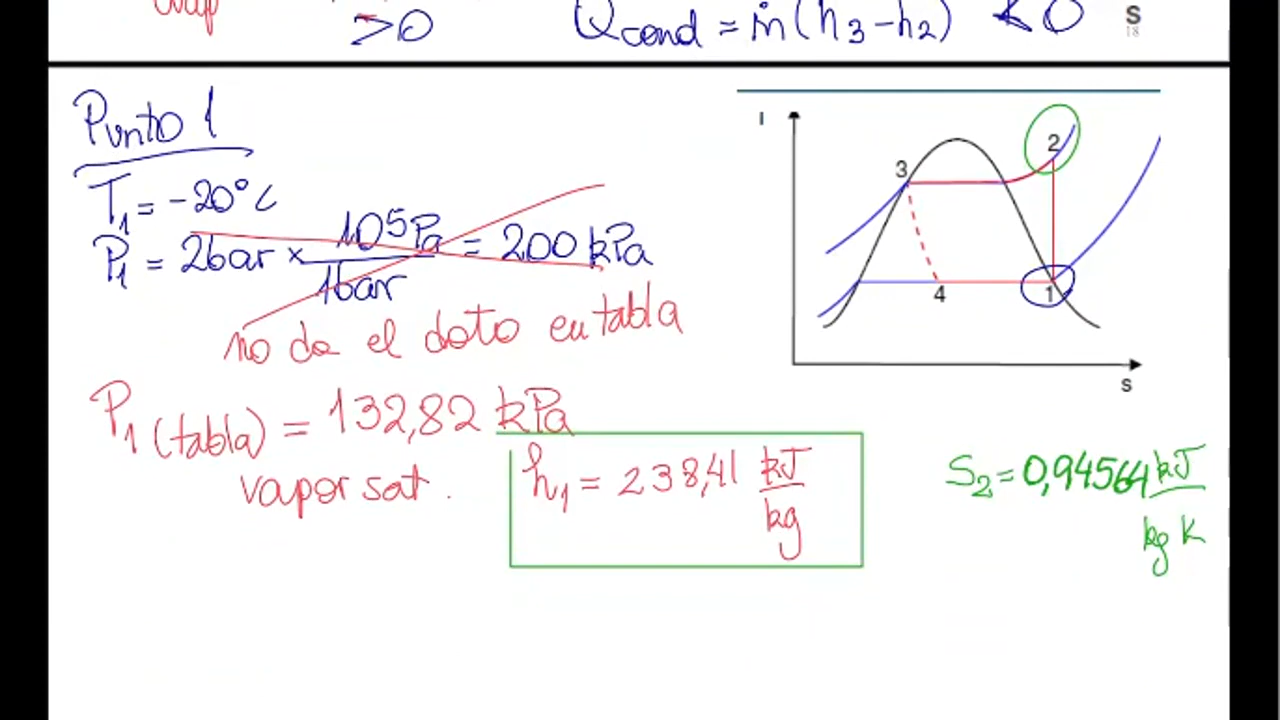 >0 Qcond = ṁ(h3-h2) <0
S
18
Punto 1
T1 = -20°C
P1 = 2bar × 10⁵Pa / 1bar = 200 kPa
no da el dato en tabla
P1 (tabla) = 132,82 kPa
vapor sat.
h1 = 238,41 kJ/kg
S2 = 0,94564 kJ/kg K
2
3
4
1
s